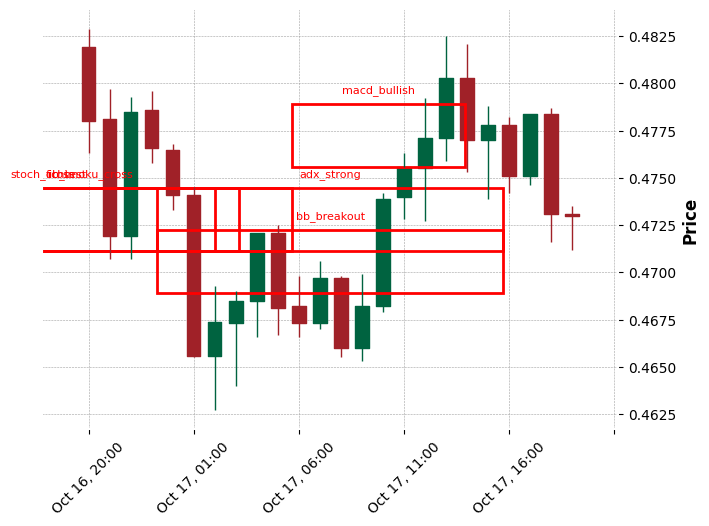 0.4825
macd_bullish
0.4800
0.4775
adx_strong
0.4750
bb_breakout
0.4725
Price
0.4700
0.4675
0.4650
0.4625
Oct 16, 20:00
Oct 17, 01:00
Oct 17, 06:00
Oct 17, 11:00
Oct 17, 16:00